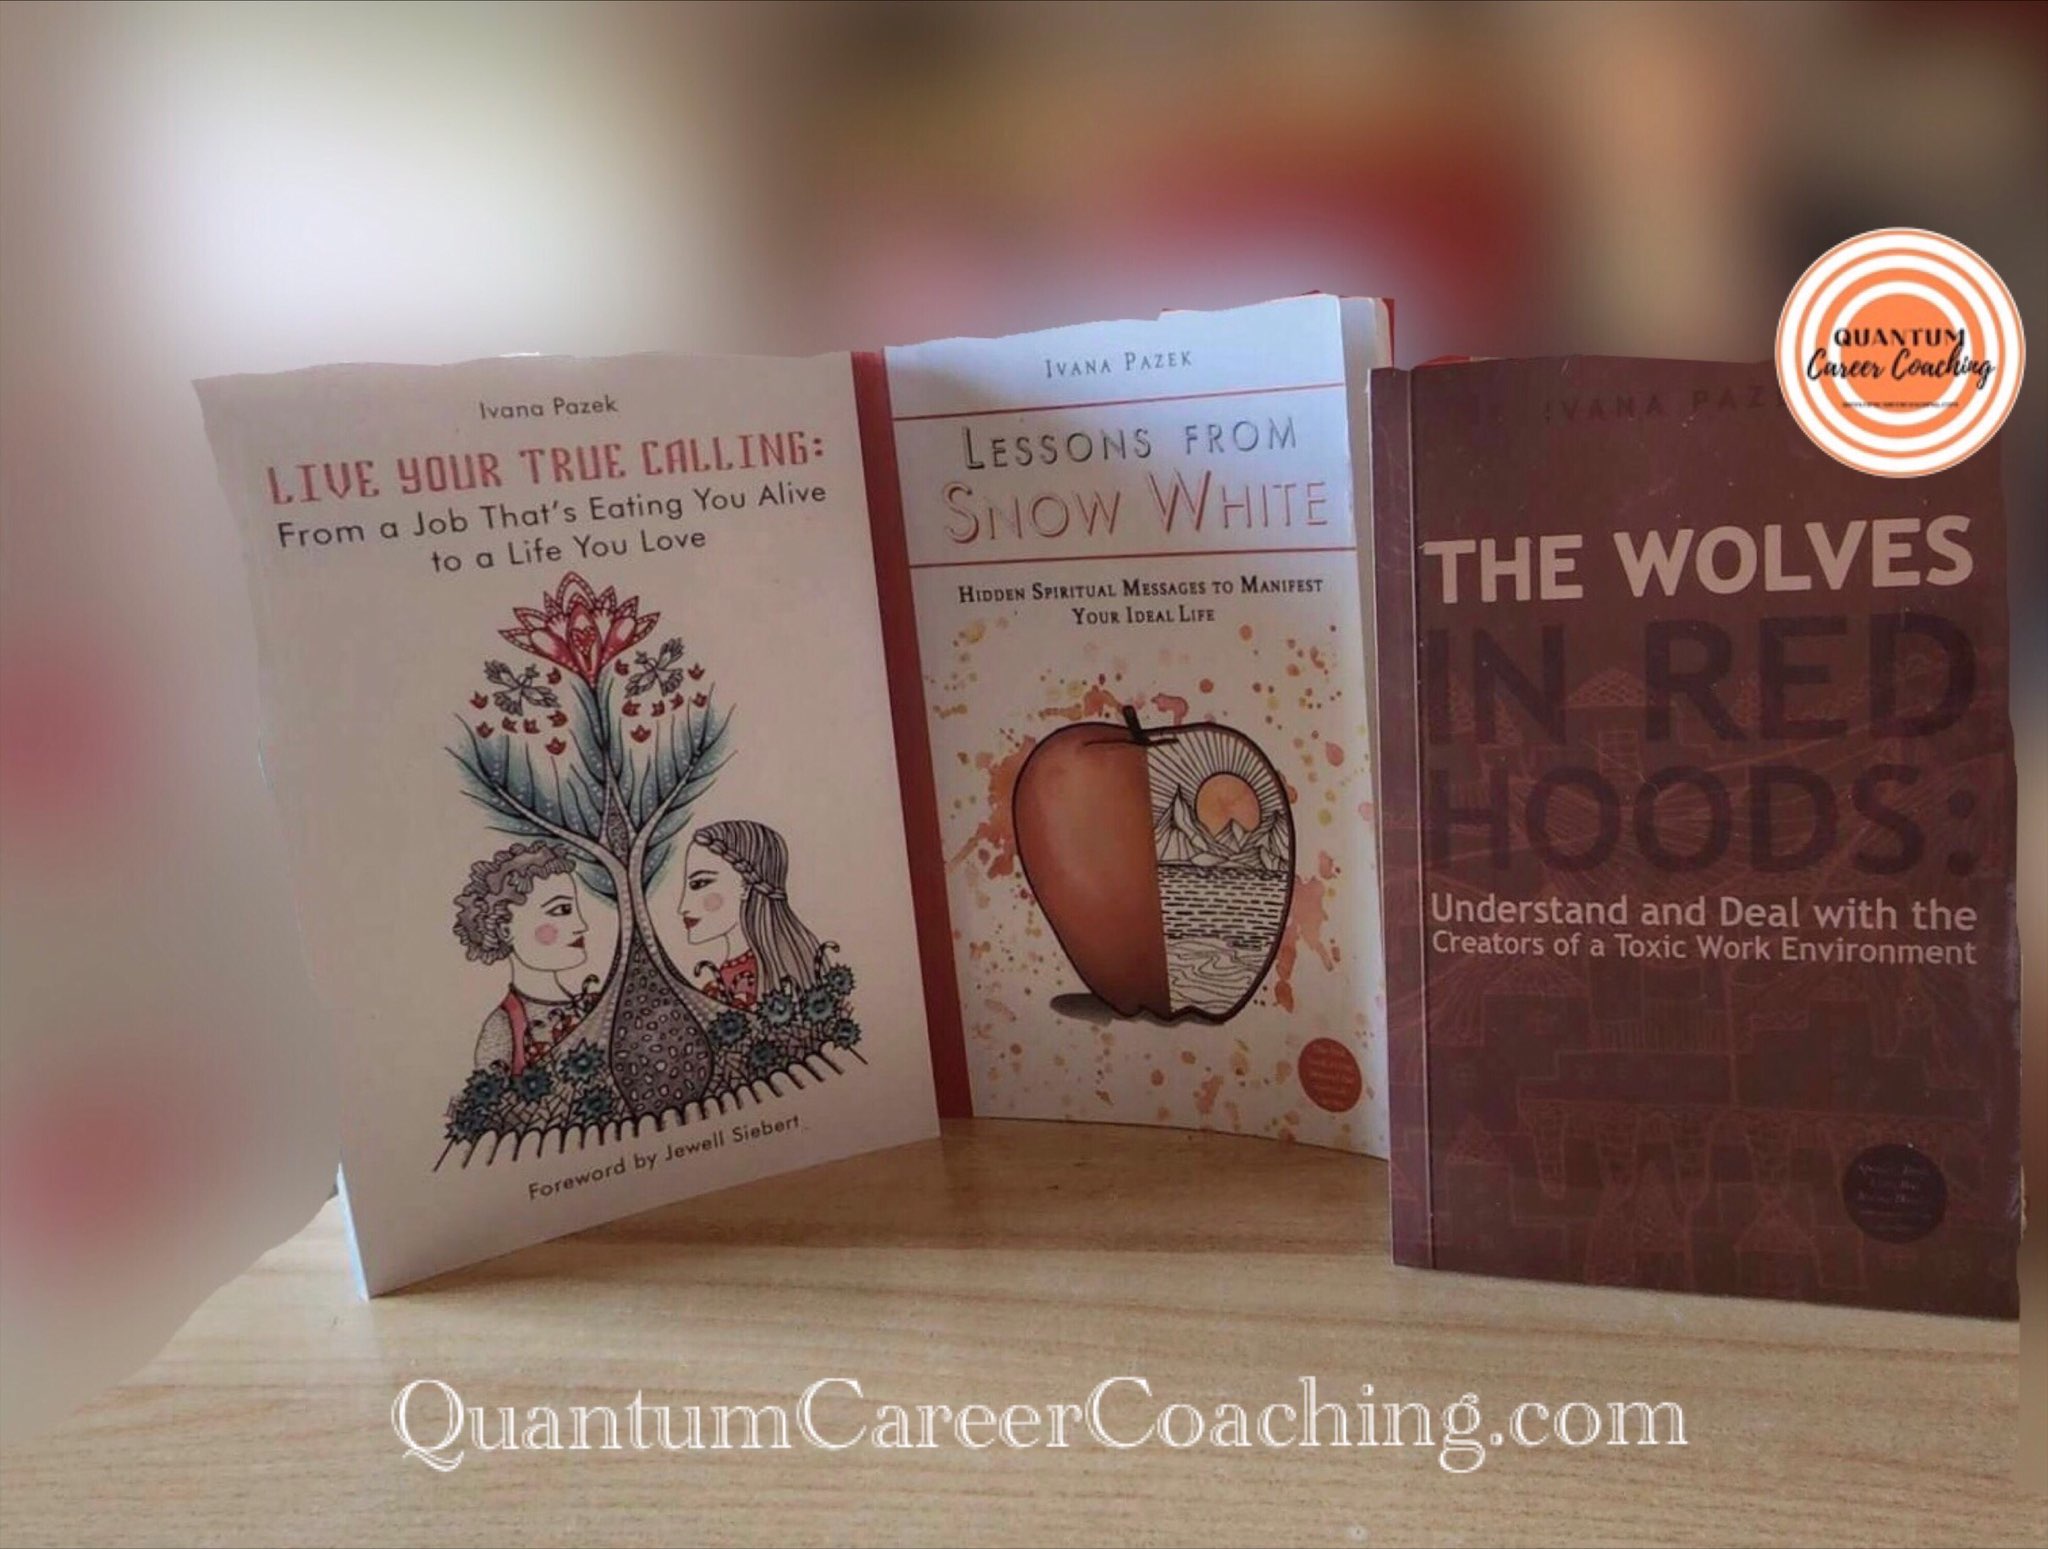 Ivana Pazek
LIVE YOUR TRUE CALLING:
From a Job That's Eating You Alive
to a Life You Love
Foreword by Jewell Siebert
IVANA PAZEK
LESSONS FROM
SNOW WHITE
HIDDEN SPIRITUAL MESSAGES TO MANIFEST
YOUR IDEAL LIFE
IVANA
THE WOLVES
IN RED
HOODS:
Understand and Deal with the
Creators of a Toxic Work Environment
QUANTUM
Career Coaching
QuantumCareerCoaching.com